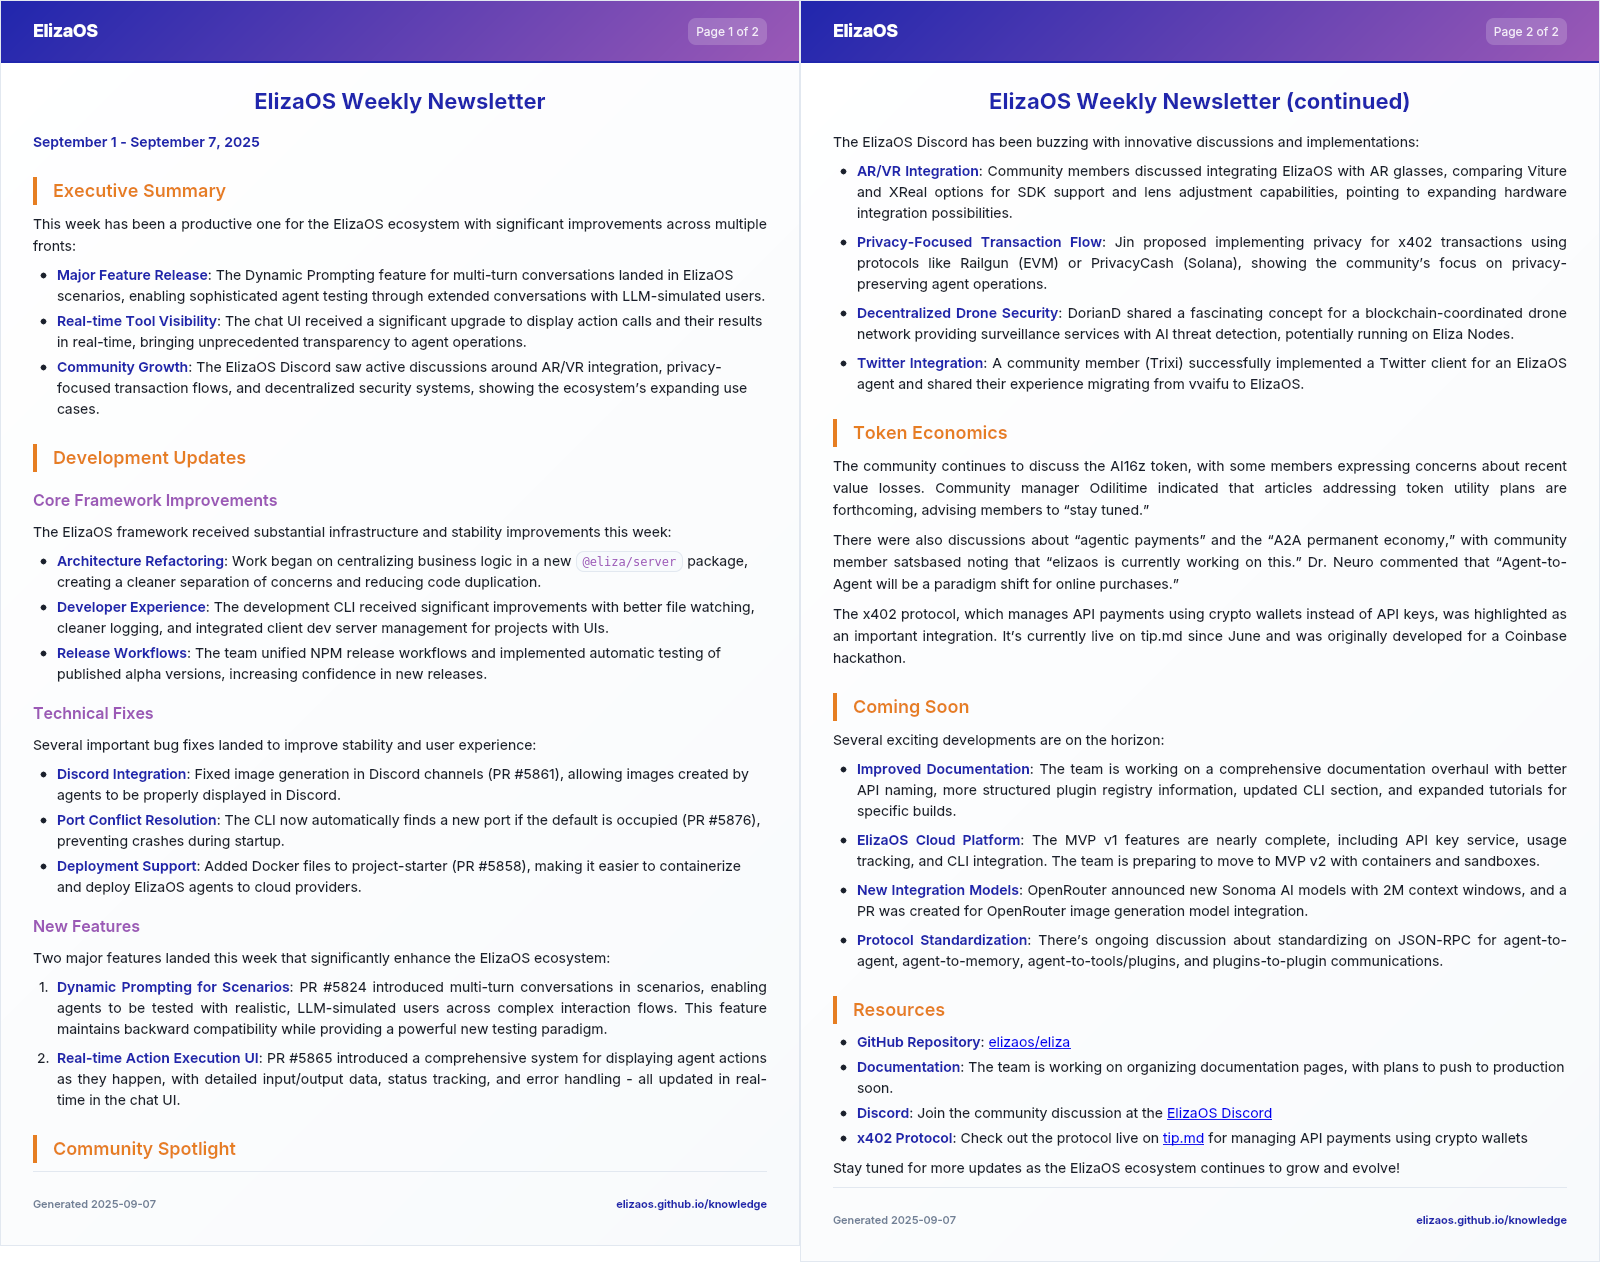 ElizaOS
Page 1 of 2
ElizaOS Weekly Newsletter
September 1 - September 7, 2025
Executive Summary
This week has been a productive one for the ElizaOS ecosystem with significant improvements across multiple
fronts:
• Major Feature Release: The Dynamic Prompting feature for multi-turn conversations landed in ElizaOS
scenarios, enabling sophisticated agent testing through extended conversations with LLM-simulated users.
• Real-time Tool Visibility: The chat UI received a significant upgrade to display action calls and their results
in real-time, bringing unprecedented transparency to agent operations.
• Community Growth: The ElizaOS Discord saw active discussions around AR/VR integration, privacy-
focused transaction flows, and decentralized security systems, showing the ecosystem's expanding use
cases.
Development Updates
Core Framework Improvements
The ElizaOS framework received substantial infrastructure and stability improvements this week:
• Architecture Refactoring: Work began on centralizing business logic in a new @eliza/server package,
creating a cleaner separation of concerns and reducing code duplication.
• Developer Experience: The development CLI received significant improvements with better file watching,
cleaner logging, and integrated client dev server management for projects with UIs.
• Release Workflows: The team unified NPM release workflows and implemented automatic testing of
published alpha versions, increasing confidence in new releases.
Technical Fixes
Several important bug fixes landed to improve stability and user experience:
• Discord Integration: Fixed image generation in Discord channels (PR #5861), allowing images created by
agents to be properly displayed in Discord.
• Port Conflict Resolution: The CLI now automatically finds a new port if the default is occupied (PR #5876),
preventing crashes during startup.
• Deployment Support: Added Docker files to project-starter (PR #5858), making it easier to containerize
and deploy ElizaOS agents to cloud providers.
New Features
Two major features landed this week that significantly enhance the ElizaOS ecosystem:
1. Dynamic Prompting for Scenarios: PR #5824 introduced multi-turn conversations in scenarios, enabling
agents to be tested with realistic, LLM-simulated users across complex interaction flows. This feature
maintains backward compatibility while providing a powerful new testing paradigm.
2. Real-time Action Execution UI: PR #5865 introduced a comprehensive system for displaying agent actions
as they happen, with detailed input/output data, status tracking, and error handling - all updated in real-
time in the chat UI.
Community Spotlight
Generated 2025-09-07
elizaos.github.io/knowledge
ElizaOS
Page 2 of 2
ElizaOS Weekly Newsletter (continued)
The ElizaOS Discord has been buzzing with innovative discussions and implementations:
• AR/VR Integration: Community members discussed integrating ElizaOS with AR glasses, comparing Viture
and XReal options for SDK support and lens adjustment capabilities, pointing to expanding hardware
integration possibilities.
• Privacy-Focused Transaction Flow: Jin proposed implementing privacy for x402 transactions using
protocols like Railgun (EVM) or PrivacyCash (Solana), showing the community's focus on privacy-
preserving agent operations.
• Decentralized Drone Security: DorianD shared a fascinating concept for a blockchain-coordinated drone
network providing surveillance services with AI threat detection, potentially running on Eliza Nodes.
• Twitter Integration: A community member (Trixi) successfully implemented a Twitter client for an ElizaOS
agent and shared their experience migrating from vvaifu to ElizaOS.
Token Economics
The community continues to discuss the AI16z token, with some members expressing concerns about recent
value losses. Community manager Odilitime indicated that articles addressing token utility plans are
forthcoming, advising members to “stay tuned.”
There were also discussions about “agentic payments” and the “A2A permanent economy,” with community
member satsbased noting that “elizaos is currently working on this.” Dr. Neuro commented that “Agent-to-
Agent will be a paradigm shift for online purchases.”
The x402 protocol, which manages API payments using crypto wallets instead of API keys, was highlighted as
an important integration. It's currently live on tip.md since June and was originally developed for a Coinbase
hackathon.
Coming Soon
Several exciting developments are on the horizon:
• Improved Documentation: The team is working on a comprehensive documentation overhaul with better
API naming, more structured plugin registry information, updated CLI section, and expanded tutorials for
specific builds.
• ElizaOS Cloud Platform: The MVP v1 features are nearly complete, including API key service, usage
tracking, and CLI integration. The team is preparing to move to MVP v2 with containers and sandboxes.
• New Integration Models: OpenRouter announced new Sonoma AI models with 2M context windows, and a
PR was created for OpenRouter image generation model integration.
• Protocol Standardization: There's ongoing discussion about standardizing on JSON-RPC for agent-to-
agent, agent-to-memory, agent-to-tools/plugins, and plugins-to-plugin communications.
Resources
• GitHub Repository: elizaos/eliza
• Documentation: The team is working on organizing documentation pages, with plans to push to production
soon.
• Discord: Join the community discussion at the ElizaOS Discord
• x402 Protocol: Check out the protocol live on tip.md for managing API payments using crypto wallets
Stay tuned for more updates as the ElizaOS ecosystem continues to grow and evolve!
Generated 2025-09-07
elizaos.github.io/knowledge